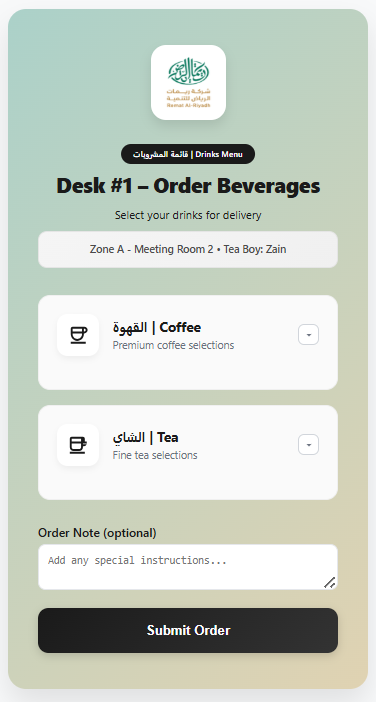 شركة ريمات
الرياض للتنمية
Remat Al-Riyadh
قائمة المشروبات | Drinks Menu
Desk #1 – Order Beverages
Select your drinks for delivery
Zone A - Meeting Room 2 • Tea Boy: Zain
القهوة | Coffee
Premium coffee selections
الشاي | Tea
Fine tea selections
Order Note (optional)
Add any special instructions...
Submit Order